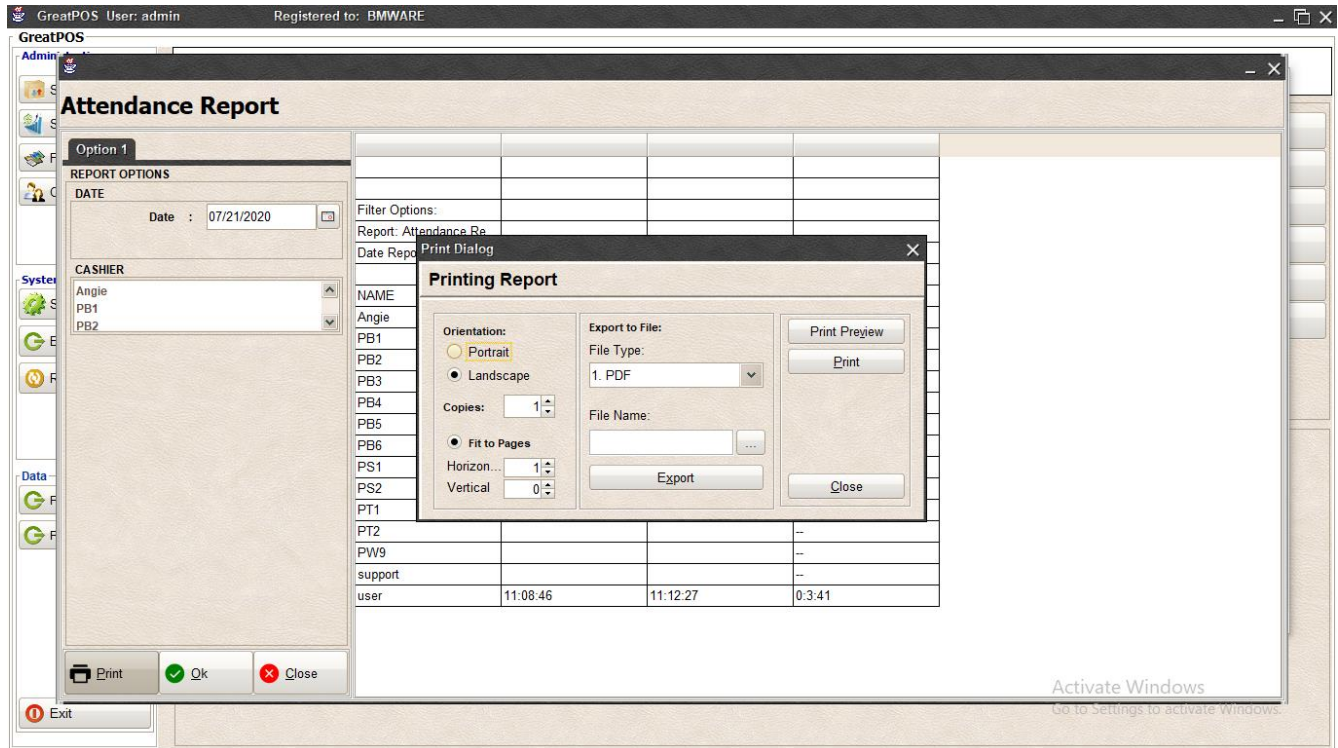 GreatPOS User: admin Registered to: BMWARE
GreatPOS
Attendance Report
Option 1
REPORT OPTIONS
DATE
Date : 07/21/2020
CASHIER
Angie
PB1
PB2
Filter Options:
Report: Attendance Re
Date Repo
NAME
Angie
PB1
PB2
PB3
PB4
PB5
PB6
PS1
PS2
PT1
PT2 --
PW9 --
support --
user 11:08:46 11:12:27 0:3:41
Print Dialog
Printing Report
Orientation:
Portrait
Landscape
Copies: 1
Fit to Pages
Horizon... 1
Vertical 0
Export to File:
File Type:
1. PDF
File Name:
...
Export
Print Preview
Print
Close
Print Ok Close
Data
Exit
Activate Windows
Go to Settings to activate Windows.